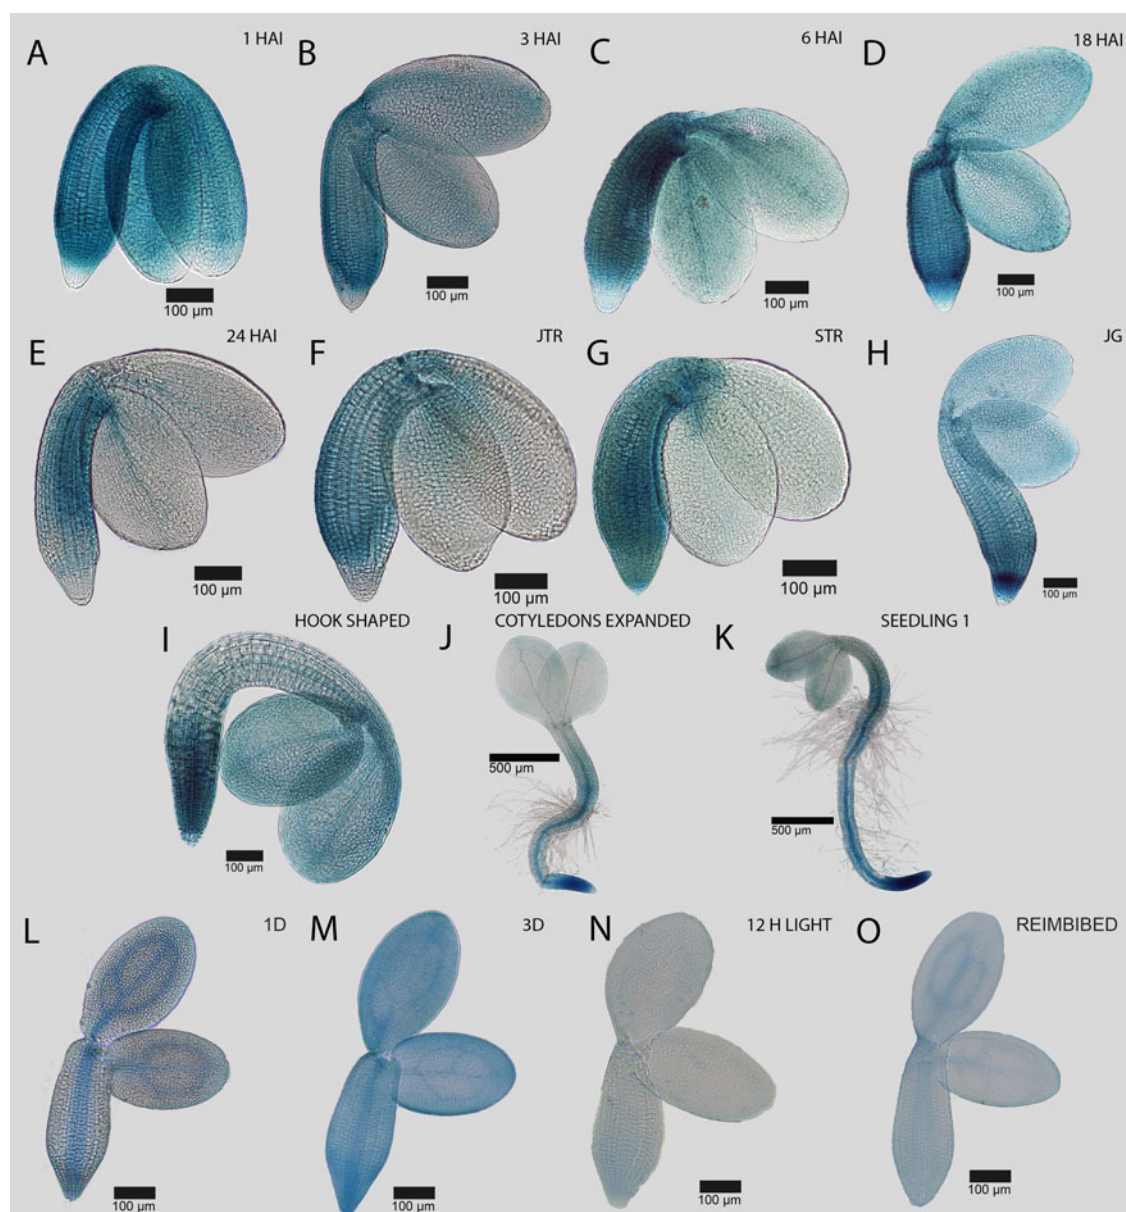 A 1 HAI
B 3 HAI
C 6 HAI
D 18 HAI
100 µm
100 µm
100 µm
100 µm
E 24 HAI
F JTR
G STR
H JG
100 µm
100 µm
100 µm
100 µm
I HOOK SHAPED
J COTYLEDONS EXPANDED
K SEEDLING 1
100 µm
500 µm
500 µm
L 1D
M 3D
N 12 H LIGHT
O REIMBIBED
100 µm
100 µm
100 µm
100 µm